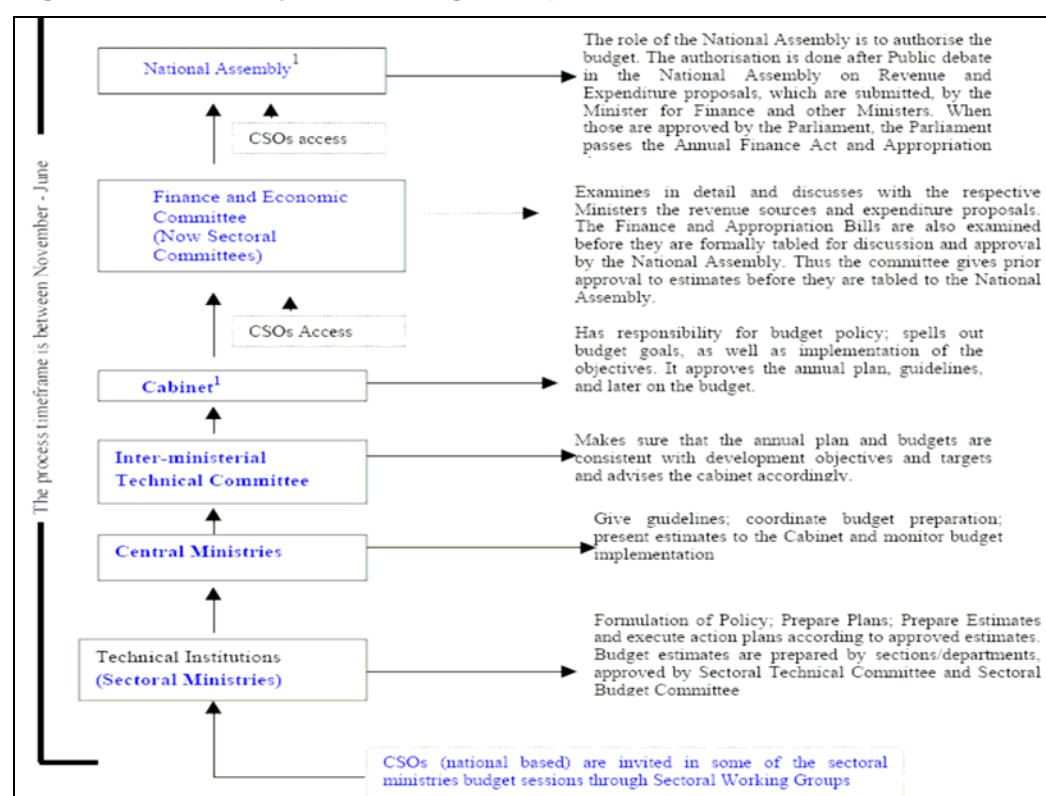 The process timeframe is between November - June
National Assembly1
The role of the National Assembly is to authorise the
budget. The authorisation is done after Public debate
in the National Assembly on Revenue and
Expenditure proposals, which are submitted, by the
Minister for Finance and other Ministers. When
those are approved by the Parliament, the Parliament
passes the Annual Finance Act and Appropriation
CSOs access
Finance and Economic
Committee
(Now Sectoral
Committees)
Examines in detail and discusses with the respective
Ministers the revenue sources and expenditure proposals.
The Finance and Appropriation Bills are also examined
before they are formally tabled for discussion and approval
by the National Assembly. Thus the committee gives prior
approval to estimates before they are tabled to the National
Assembly.
CSOs Access
Cabinet1
Has responsibility for budget policy; spells out
budget goals, as well as implementation of the
objectives. It approves the annual plan, guidelines,
and later on the budget.
Inter-ministerial
Technical Committee
Makes sure that the annual plan and budgets are
consistent with development objectives and targets
and advises the cabinet accordingly.
Central Ministries
Give guidelines; coordinate budget preparation;
present estimates to the Cabinet and monitor budget
implementation
Technical Institutions
(Sectoral Ministries)
Formulation of Policy; Prepare Plans; Prepare Estimates
and execute action plans according to approved estimates.
Budget estimates are prepared by sections/departments,
approved by Sectoral Technical Committee and Sectoral
Budget Committee
CSOs (national based) are invited in some of the sectoral
ministries budget sessions through Sectoral Working Groups